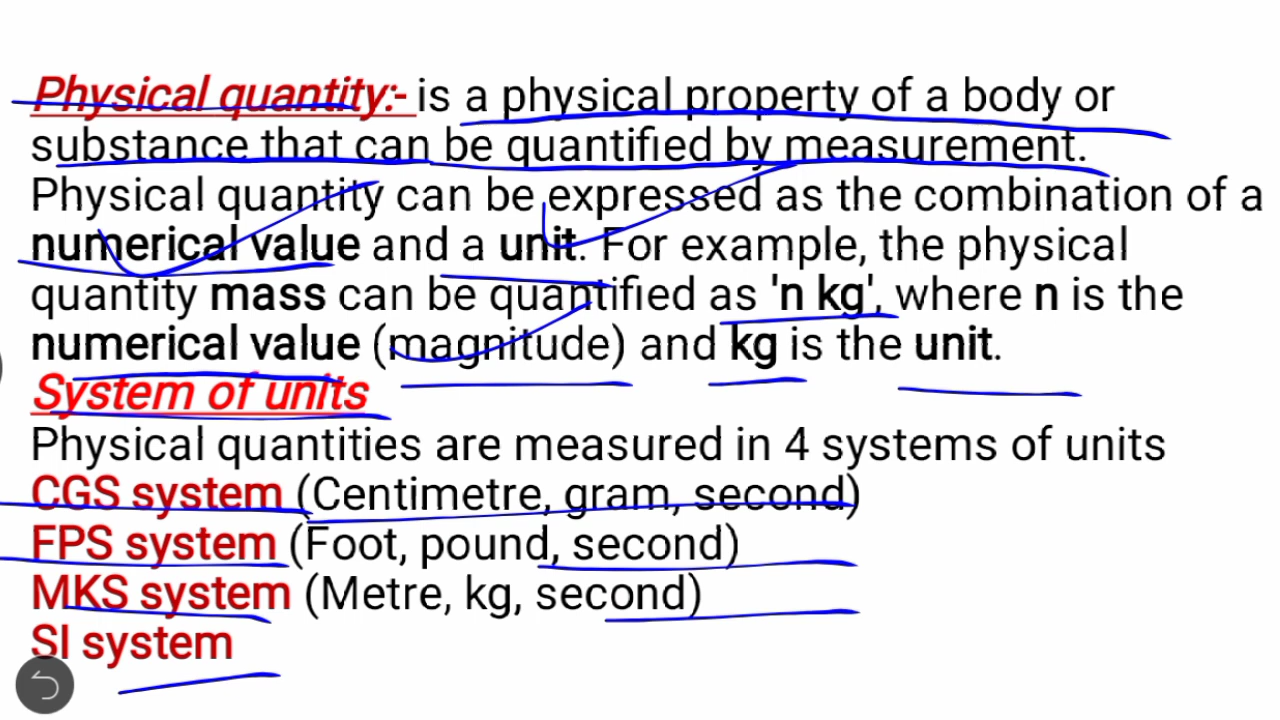 Physical quantity:- is a physical property of a body or
substance that can be quantified by measurement.
Physical quantity can be expressed as the combination of a
numerical value and a unit. For example, the physical
quantity mass can be quantified as 'n kg', where n is the
numerical value (magnitude) and kg is the unit.
System of units
Physical quantities are measured in 4 systems of units
CGS system (Centimetre, gram, second)
FPS system (Foot, pound, second)
MKS system (Metre, kg, second)
SI system